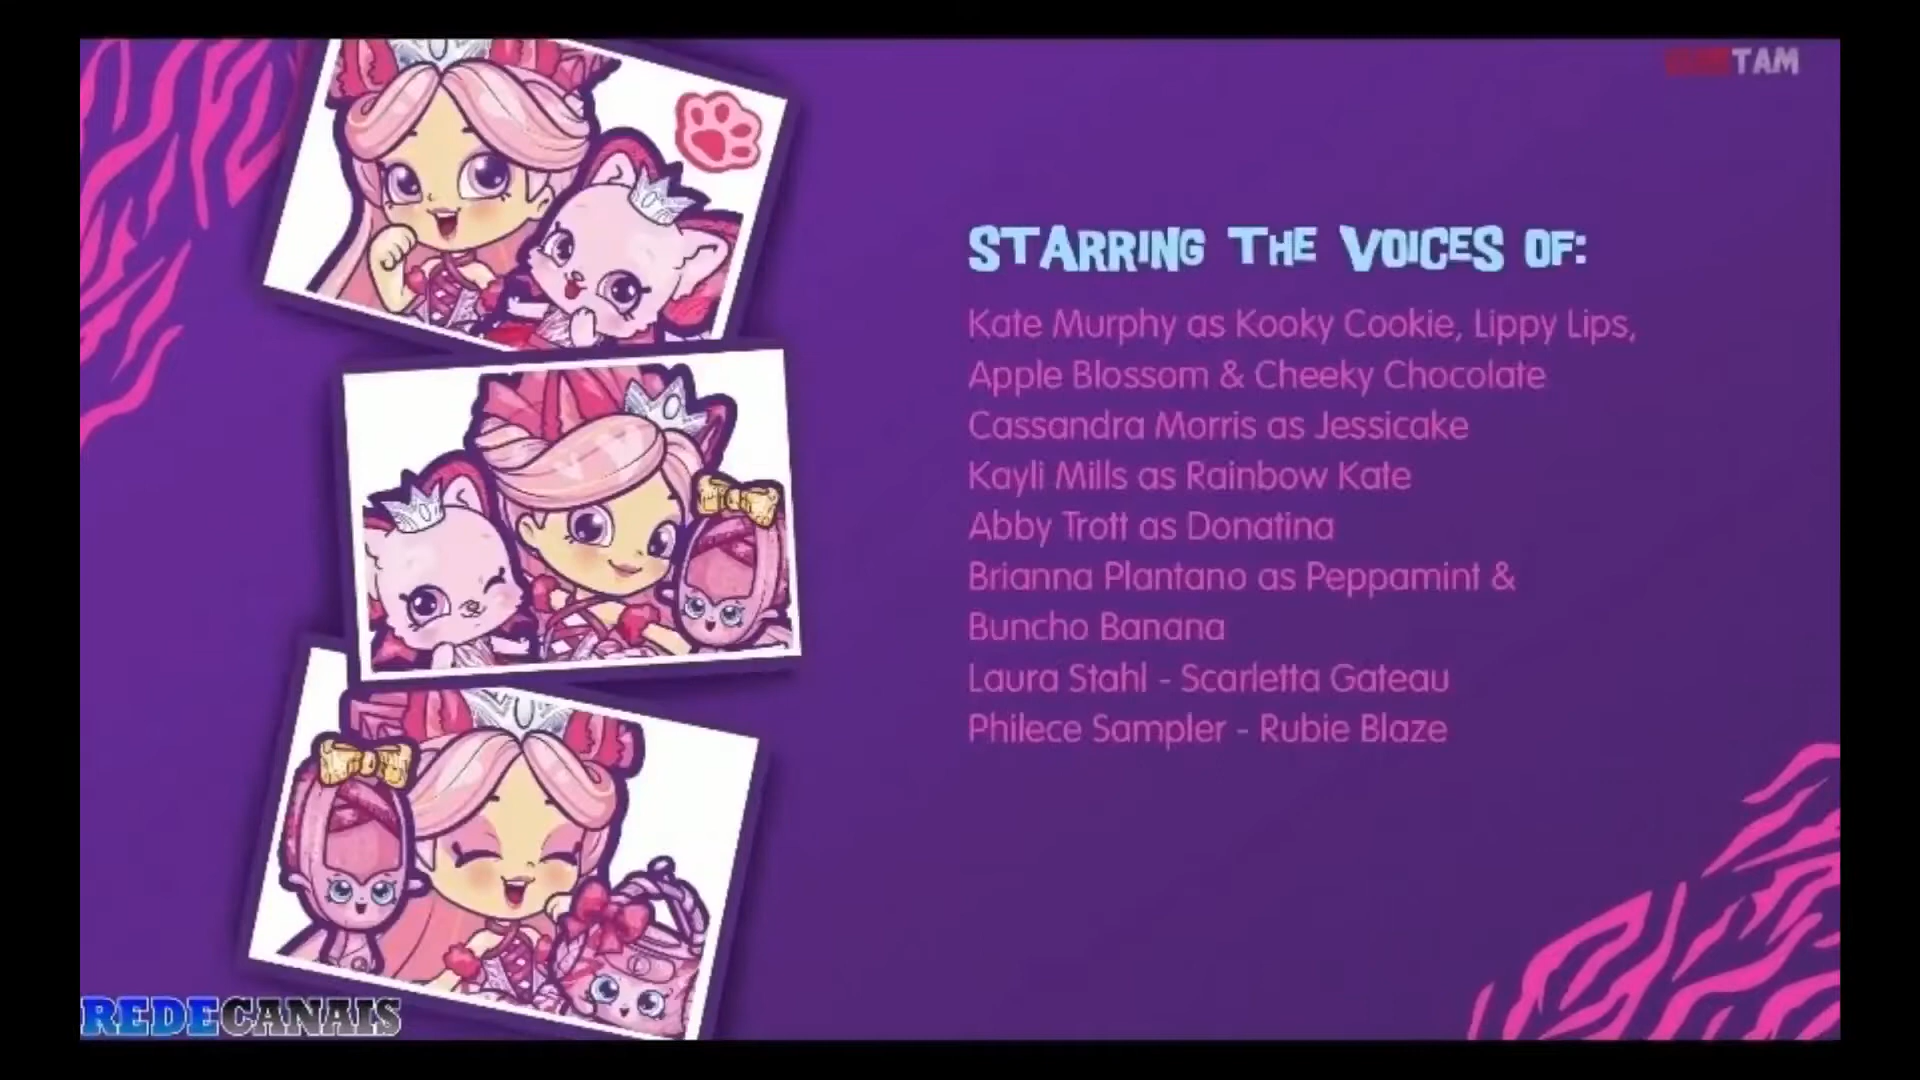 TAM
STARRING THE VOICES OF:
Kate Murphy as Kooky Cookie, Lippy Lips,
Apple Blossom & Cheeky Chocolate
Cassandra Morris as Jessicake
Kayli Mills as Rainbow Kate
Abby Trott as Donatina
Brianna Plantano as Peppamint &
Buncho Banana
Laura Stahl - Scarletta Gateau
Philece Sampler - Rubie Blaze
REDECANAIS